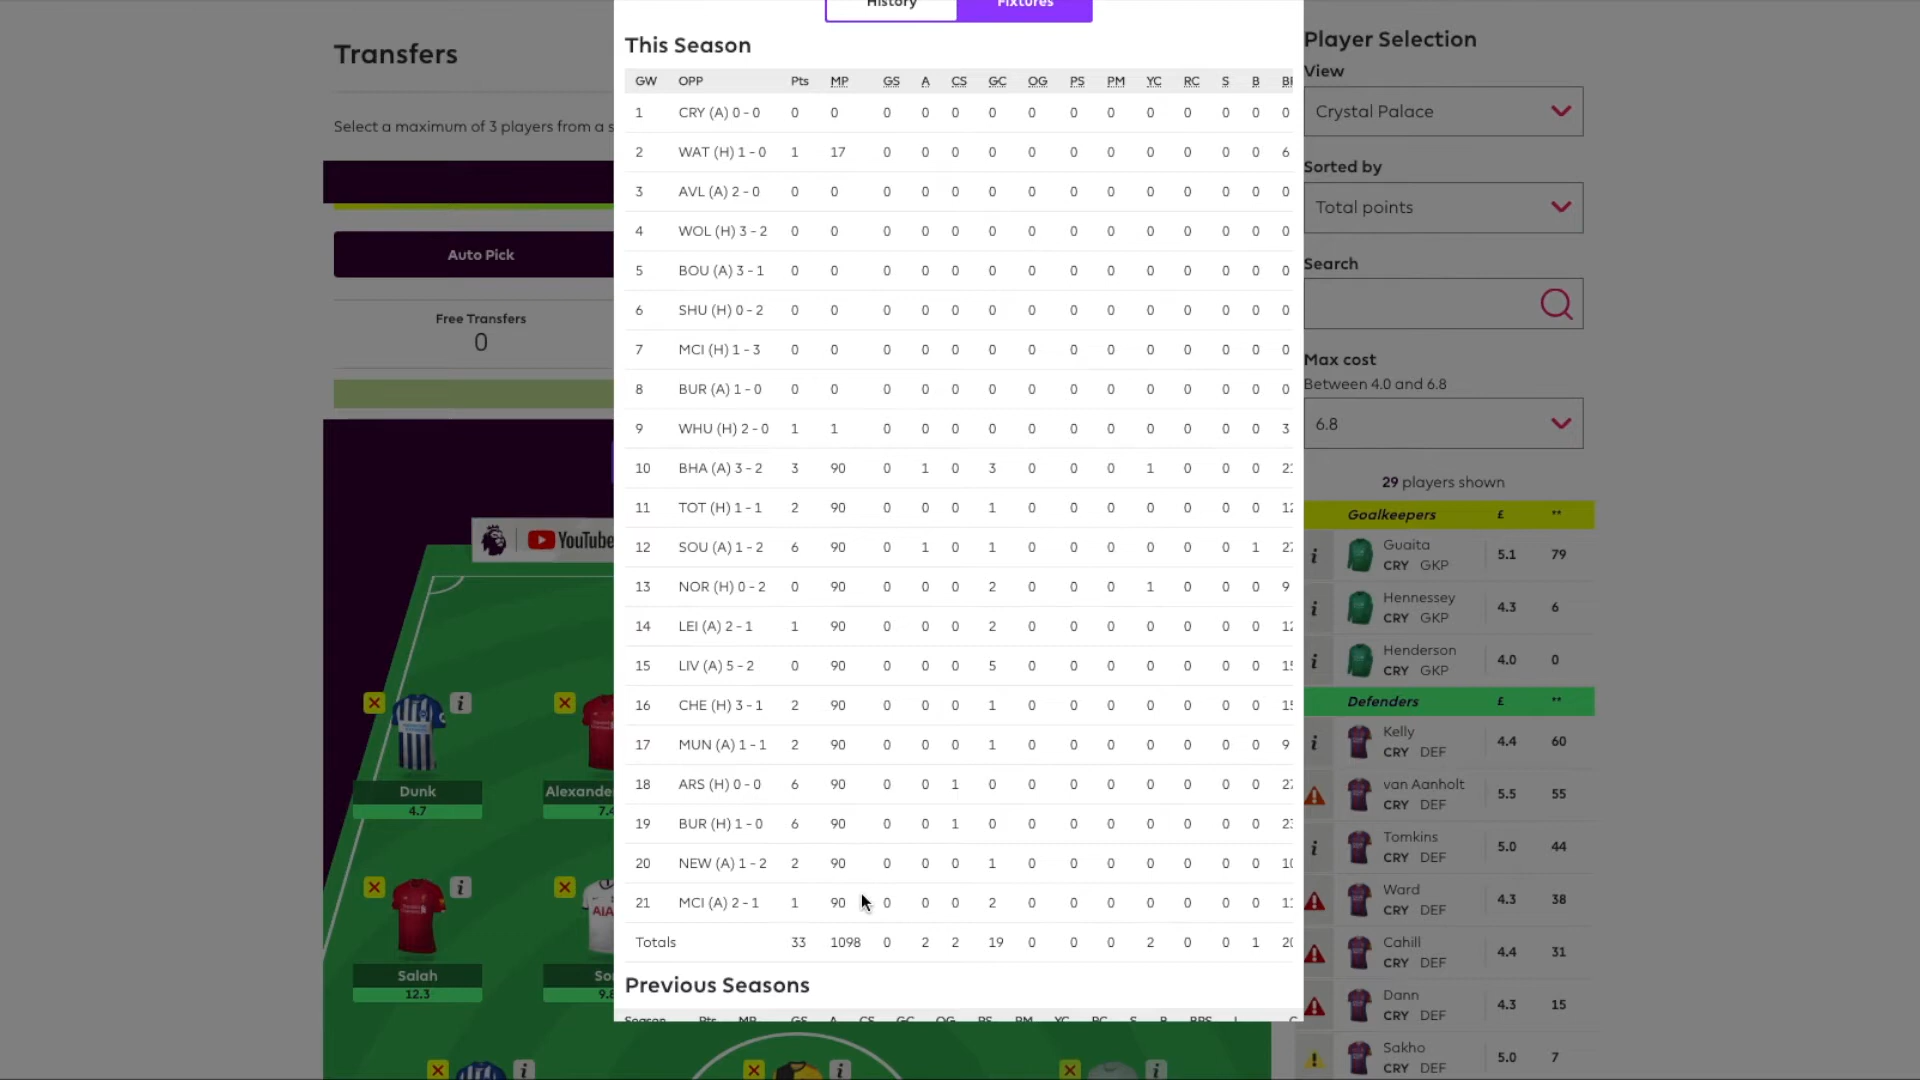 History Fixtures
Transfers
Select a maximum of 3 players from a s
Auto Pick
Free Transfers
0
YouTube
Dunk
4.7
Alexande
7.4
Salah
12.3
So
9.8
This Season
GW OPP Pts MP GS A CS GC OG PS PM YC RC S B
1 CRY (A) 0 - 0 0 0 0 0 0 0 0 0 0 0 0 0 0 0
2 WAT (H) 1 - 0 1 17 0 0 0 0 0 0 0 0 0 0 0 6
3 AVL (A) 2 - 0 0 0 0 0 0 0 0 0 0 0 0 0 0 0
4 WOL (H) 3 - 2 0 0 0 0 0 0 0 0 0 0 0 0 0 0
5 BOU (A) 3 - 1 0 0 0 0 0 0 0 0 0 0 0 0 0 0
6 SHU (H) 0 - 2 0 0 0 0 0 0 0 0 0 0 0 0 0 0
7 MCI (H) 1 - 3 0 0 0 0 0 0 0 0 0 0 0 0 0 0
8 BUR (A) 1 - 0 0 0 0 0 0 0 0 0 0 0 0 0 0 0
9 WHU (H) 2 - 0 1 1 0 0 0 0 0 0 0 0 0 0 0 3
10 BHA (A) 3 - 2 3 90 0 1 0 3 0 0 0 1 0 0 0
11 TOT (H) 1 - 1 2 90 0 0 0 1 0 0 0 0 0 0 0
12 SOU (A) 1 - 2 6 90 0 1 0 1 0 0 0 0 0 0 1
13 NOR (H) 0 - 2 0 90 0 0 0 2 0 0 0 1 0 0 0 9
14 LEI (A) 2 - 1 1 90 0 0 0 2 0 0 0 0 0 0 0
15 LIV (A) 5 - 2 0 90 0 0 0 5 0 0 0 0 0 0 0
16 CHE (H) 3 - 1 2 90 0 0 0 1 0 0 0 0 0 0 0
17 MUN (A) 1 - 1 2 90 0 0 0 1 0 0 0 0 0 0 0 9
18 ARS (H) 0 - 0 6 90 0 0 1 0 0 0 0 0 0 0 0
19 BUR (H) 1 - 0 6 90 0 0 1 0 0 0 0 0 0 0 0
20 NEW (A) 1 - 2 2 90 0 0 0 1 0 0 0 0 0 0 0
21 MCI (A) 2 - 1 1 90 0 0 0 2 0 0 0 0 0 0 0
Totals 33 1098 0 2 2 19 0 0 0 2 0 0 1
Previous Seasons
Season Pts MP GS A CS GC OG PS PM YC RC S B BPS
Player Selection
View
Crystal Palace
Sorted by
Total points
Search
Max cost
Between 4.0 and 6.8
6.8
29 players shown
Goalkeepers £ **
Guaita 5.1 79
CRY GKP
Hennessey 4.3 6
CRY GKP
Henderson 4.0 0
CRY GKP
Defenders £ **
Kelly 4.4 60
CRY DEF
van Aanholt 5.5 55
CRY DEF
Tomkins 5.0 44
CRY DEF
Ward 4.3 38
CRY DEF
Cahill 4.4 31
CRY DEF
Dann 4.3 15
CRY DEF
Sakho 5.0 7
CRY DEF